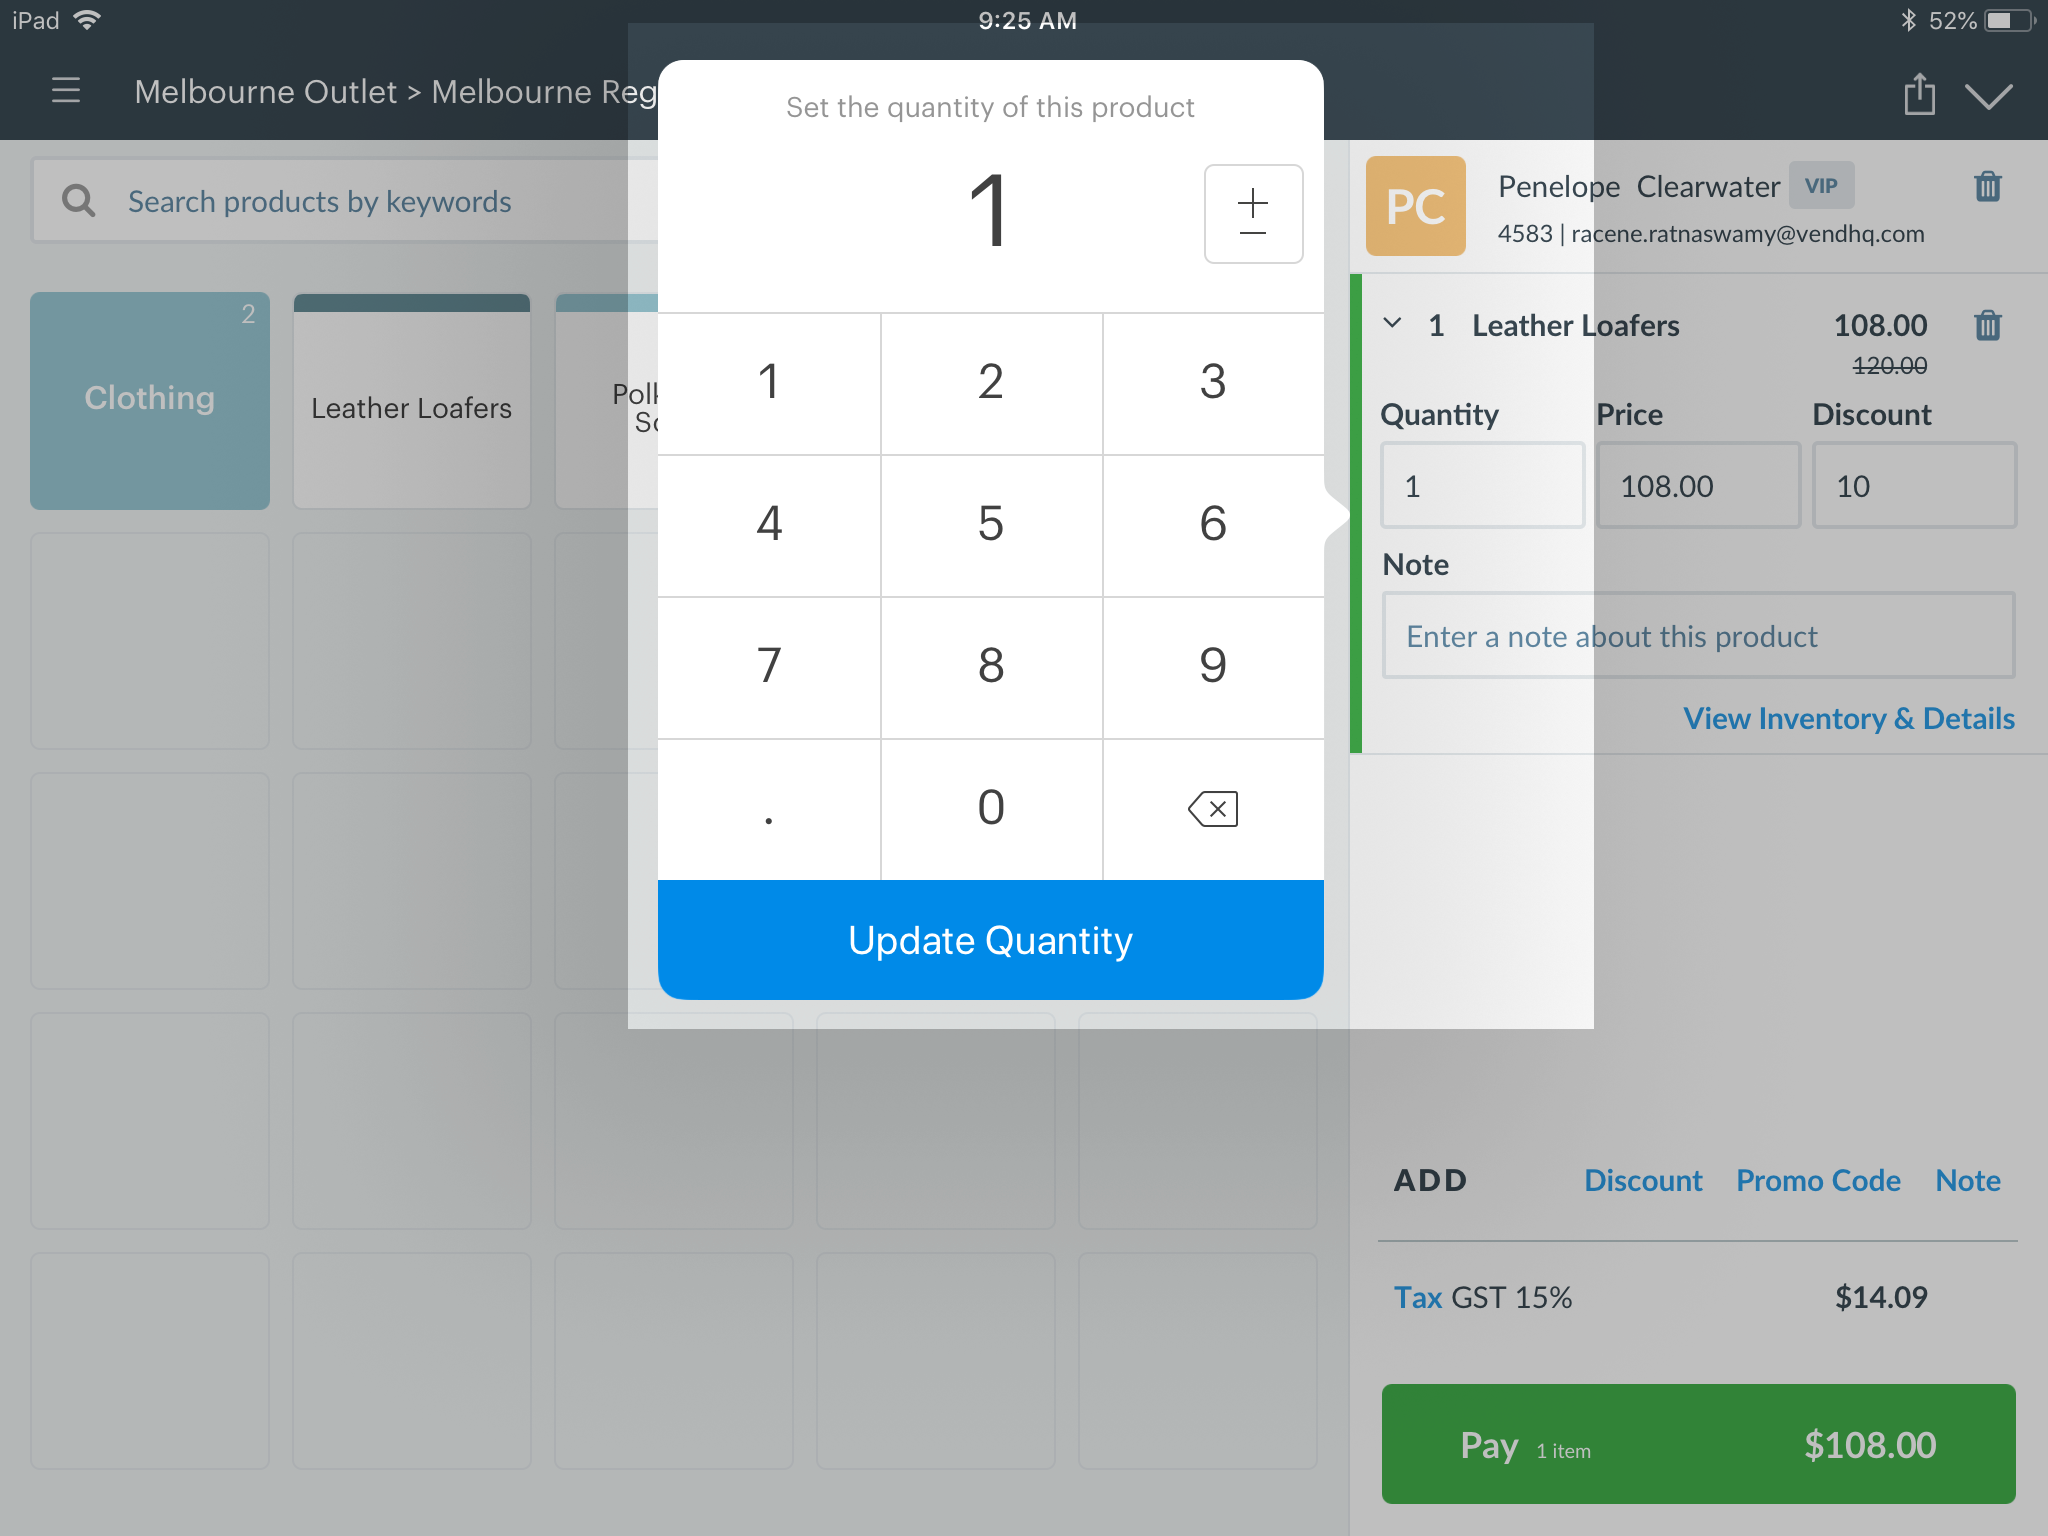 iPad 9:25 AM 52%
Melbourne Outlet > Melbourne Reg
Set the quantity of this product
1
+
−
1 2 3
4 5 6
7 8 9
. 0
Update Quantity
Search products by keywords
2
Clothing
Leather Loafers
PC
Penelope Clearwater VIP
4583 | racene.ratnaswamy@vendhq.com
1 Leather Loafers 108.00
120.00
Quantity Price Discount
1 108.00 10
Note
Enter a note about this product
View Inventory & Details
ADD Discount Promo Code Note
Tax GST 15% $14.09
Pay 1 item $108.00